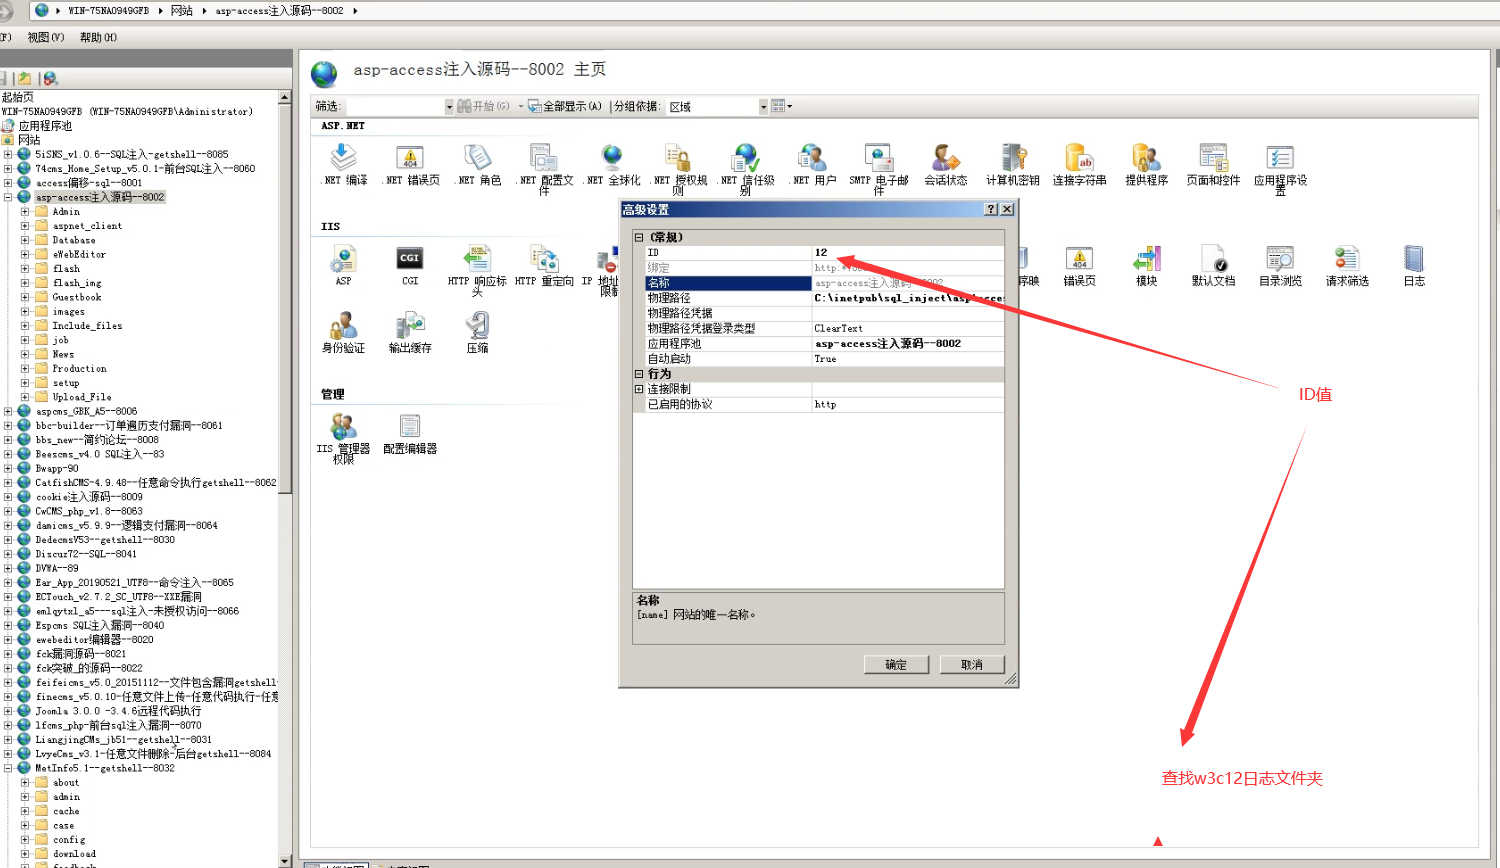 WIN-75NA0949GFB ▸ 网站 ▸ asp-access注入源码--8002 ▸
(F) 视图(V) 帮助(H)
起始页
WIN-75NA0949GFB (WIN-75NA0949GFB\Administrator)
应用程序池
网站
5iSNS_v1.0.6--SQL注入-getshell--8085
74cms_Home_Setup_v5.0.1-前台SQL注入--8060
access偏移-sql--8001
asp-access注入源码--8002
Admin
aspnet_client
Database
eWebEditor
flash
flash_img
Guestbook
images
Include_files
job
News
Production
setup
Upload_File
aspcms_GBK_A5--8006
bbc-builder--订单遍历支付漏洞--8061
bbs_new--简约论坛--8008
Beescms_v4.0 SQL注入--83
Bwapp-90
CatfishCMS-4.9.48--任意命令执行getshell--8062
cookie注入源码--8009
CwCMS_php_v1.8--8063
damicms_v5.9.9--逻辑支付漏洞--8064
DedecmsV53--getshell--8030
Discuz72--SQL--8041
DVWA--89
Ear_App_20190521_UTF8--命令注入--8065
ECTouch_v2.7.2_SC_UTF8--XXE漏洞
emlqytxl_a5---sql注入-未授权访问--8066
Espcms SQL注入漏洞--8040
ewebeditor编辑器--8020
fck漏洞源码--8021
fck突破_的源码--8022
feifeicms_v5.0_20151112--文件包含漏洞getshell-
finecms_v5.0.10-任意文件上传-任意代码执行-任意
Joomla 3.0.0 -3.4.6远程代码执行
lfcms_php-前台sql注入漏洞--8070
LiangjingCMs_jb51--getshell--8031
LvyeCms_v3.1-任意文件删除-后台getshell--8084
MetInfo5.1--getshell--8032
about
admin
cache
case
config
download
asp-access注入源码--8002 主页
筛选: 开始(G) 全部显示(A) 分组依据: 区域
ASP.NET
.NET 编译 .NET 错误页 .NET 角色 .NET 配置文件 .NET 全球化 .NET 授权规则 .NET 信任级别 .NET 用户 SMTP 电子邮件 会话状态 计算机密钥 连接字符串 提供程序 页面和控件 应用程序设置
IIS
ASP CGI HTTP 响应标头 HTTP 重定向 IP 地址 限制 序映 错误页 模块 默认文档 目录浏览 请求筛选 日志
身份验证 输出缓存 压缩
管理
IIS 管理器权限 配置编辑器
高级设置
(常规)
ID 12
绑定 http:*:80
名称 asp-access注入源码--8002
物理路径 C:\inetpub\sql_inject\asp\acces
物理路径凭据
物理路径凭据登录类型 ClearText
应用程序池 asp-access注入源码--8002
自动启动 True
行为
连接限制
已启用的协议 http
名称
[name] 网站的唯一名称。
确定 取消
ID值
查找w3c12日志文件夹